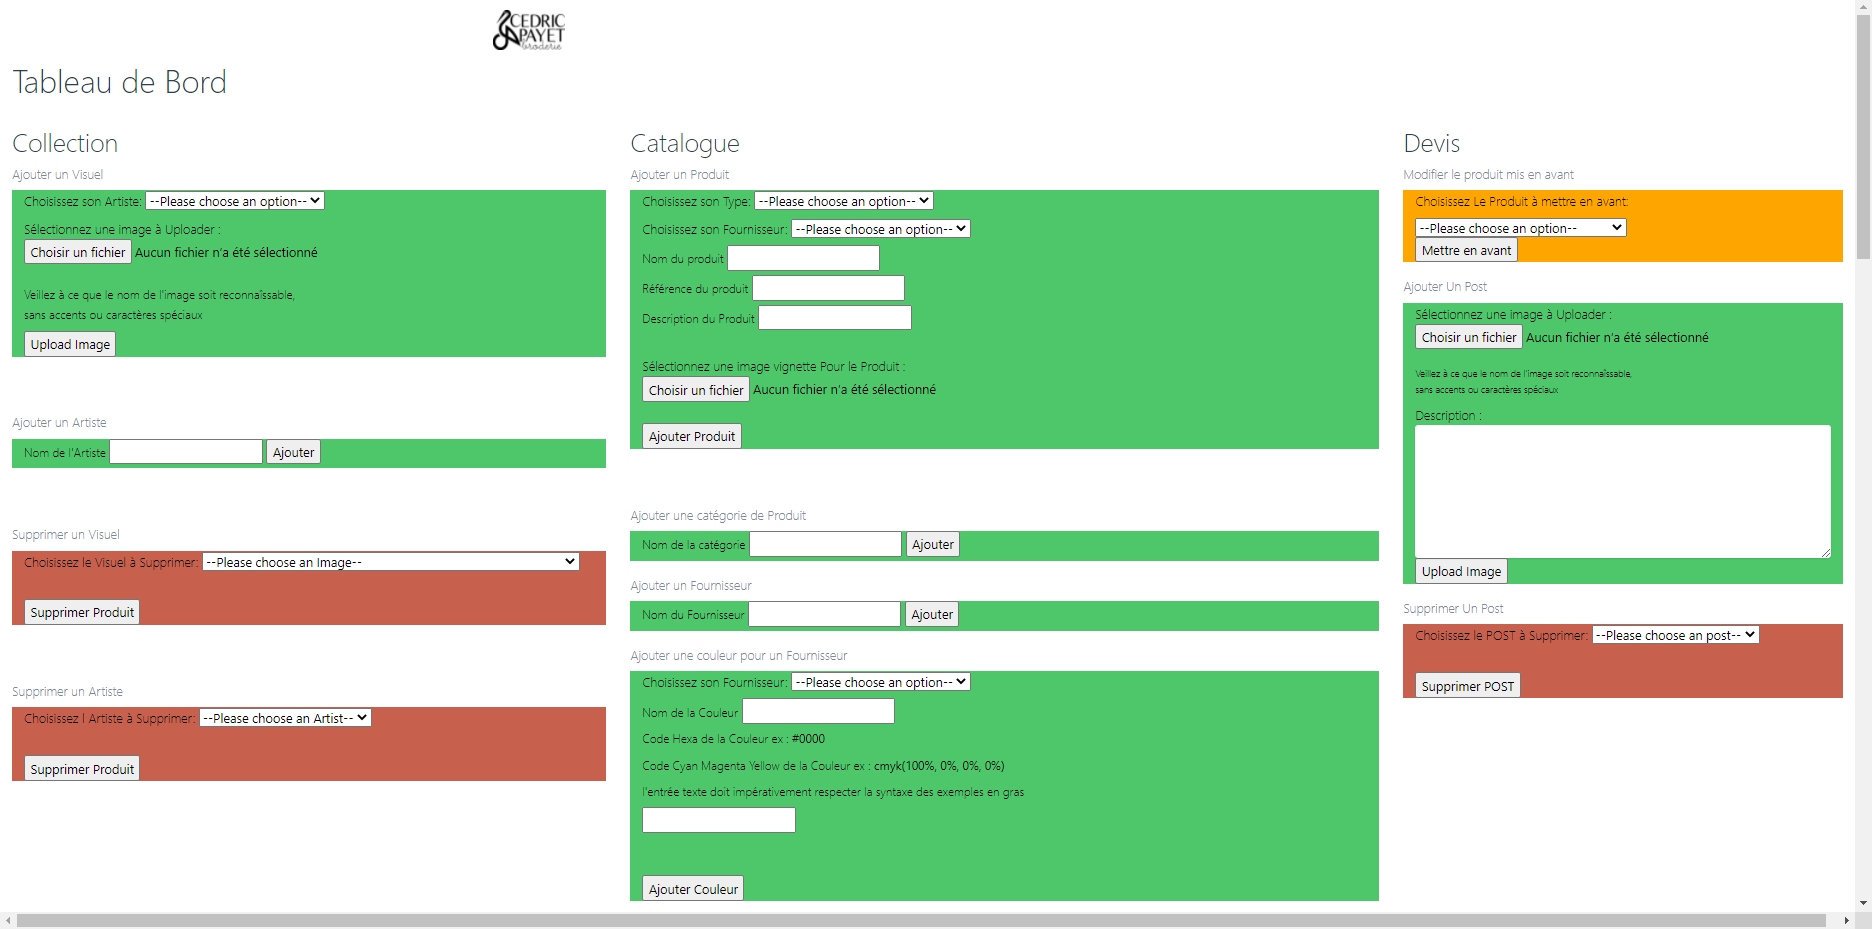 CEDRIC
PAYET
broderie
Tableau de Bord
Collection
Ajouter un Visuel
Choisissez son Artiste: --Please choose an option--
Sélectionnez une image à Uploader :
Choisir un fichier Aucun fichier n'a été sélectionné
Veillez à ce que le nom de l'image soit reconnaîssable,
sans accents ou caractères spéciaux
Upload Image
Ajouter un Artiste
Nom de l'Artiste Ajouter
Supprimer un Visuel
Choisissez le Visuel à Supprimer: --Please choose an Image--
Supprimer Produit
Supprimer un Artiste
Choisissez l Artiste à Supprimer: --Please choose an Artist--
Supprimer Produit
Catalogue
Ajouter un Produit
Choisissez son Type: --Please choose an option--
Choisissez son Fournisseur: --Please choose an option--
Nom du produit
Référence du produit
Description du Produit
Sélectionnez une image vignette Pour le Produit :
Choisir un fichier Aucun fichier n'a été sélectionné
Ajouter Produit
Ajouter une catégorie de Produit
Nom de la catégorie Ajouter
Ajouter un Fournisseur
Nom du Fournisseur Ajouter
Ajouter une couleur pour un Fournisseur
Choisissez son Fournisseur: --Please choose an option--
Nom de la Couleur
Code Hexa de la Couleur ex : #0000
Code Cyan Magenta Yellow de la Couleur ex : cmyk(100%, 0%, 0%, 0%)
l'entrée texte doit impérativement respecter la syntaxe des exemples en gras
Ajouter Couleur
Devis
Modifier le produit mis en avant
Choisissez Le Produit à mettre en avant:
--Please choose an option--
Mettre en avant
Ajouter Un Post
Sélectionnez une image à Uploader :
Choisir un fichier Aucun fichier n'a été sélectionné
Veillez à ce que le nom de l'image soit reconnaîssable,
sans accents ou caractères spéciaux
Description :
Upload Image
Supprimer Un Post
Choisissez le POST à Supprimer: --Please choose an post--
Supprimer POST